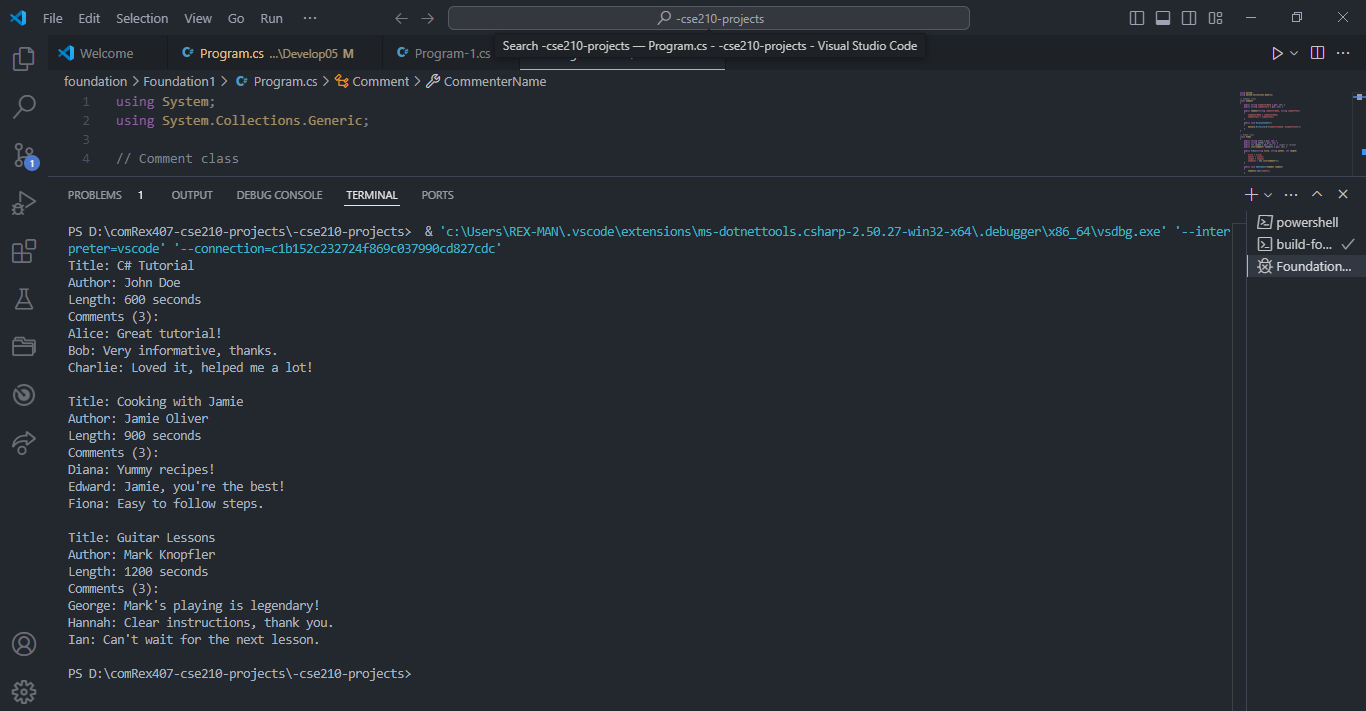 File Edit Selection View Go Run ··· ← → -cse210-projects
Welcome C# Program.cs ...\Develop05 M C# Program-1.cs
Search -cse210-projects — Program.cs - -cse210-projects - Visual Studio Code
foundation > Foundation1 > C# Program.cs > Comment > CommenterName
1 using System;
2 using System.Collections.Generic;
3
4 // Comment class
PROBLEMS 1 OUTPUT DEBUG CONSOLE TERMINAL PORTS
PS D:\comRex407-cse210-projects\-cse210-projects> & 'c:\Users\REX-MAN\.vscode\extensions\ms-dotnettools.csharp-2.50.27-win32-x64\.debugger\x86_64\vsdbg.exe' '--inter
preter=vscode' '--connection=c1b152c232724f869c037990cd827cdc'
Title: C# Tutorial
Author: John Doe
Length: 600 seconds
Comments (3):
Alice: Great tutorial!
Bob: Very informative, thanks.
Charlie: Loved it, helped me a lot!
Title: Cooking with Jamie
Author: Jamie Oliver
Length: 900 seconds
Comments (3):
Diana: Yummy recipes!
Edward: Jamie, you're the best!
Fiona: Easy to follow steps.
Title: Guitar Lessons
Author: Mark Knopfler
Length: 1200 seconds
Comments (3):
George: Mark's playing is legendary!
Hannah: Clear instructions, thank you.
Ian: Can't wait for the next lesson.
PS D:\comRex407-cse210-projects\-cse210-projects>
powershell
build-fo...
Foundation...
1